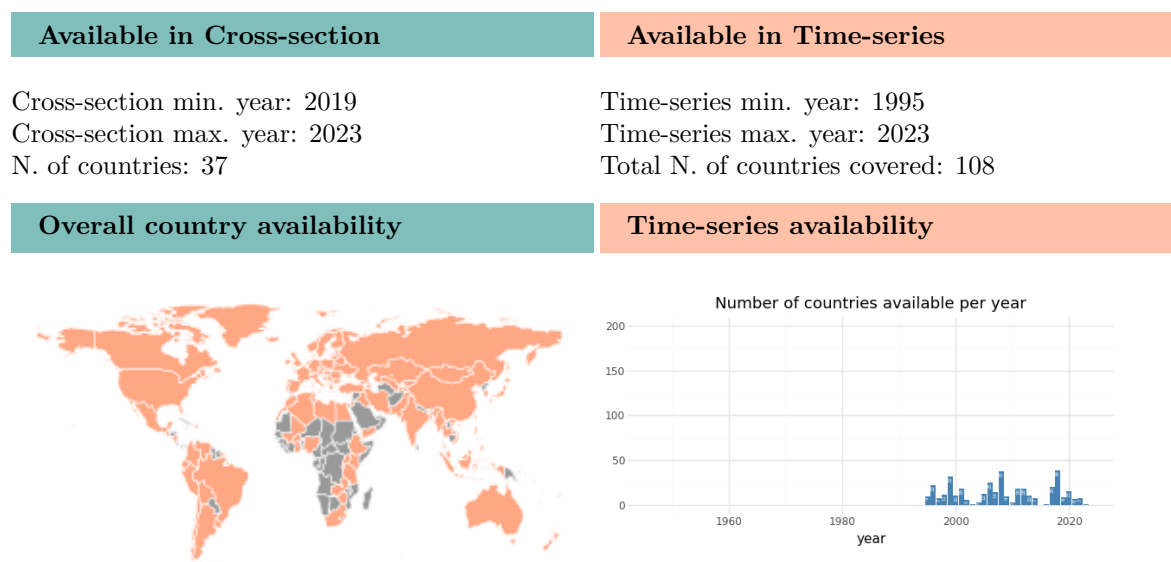 Available in Cross-section
Available in Time-series
Cross-section min. year: 2019
Cross-section max. year: 2023
N. of countries: 37
Time-series min. year: 1995
Time-series max. year: 2023
Total N. of countries covered: 108
Overall country availability
Time-series availability
Number of countries available per year
200
150
100
50
0
1960 1980 2000 2020
year